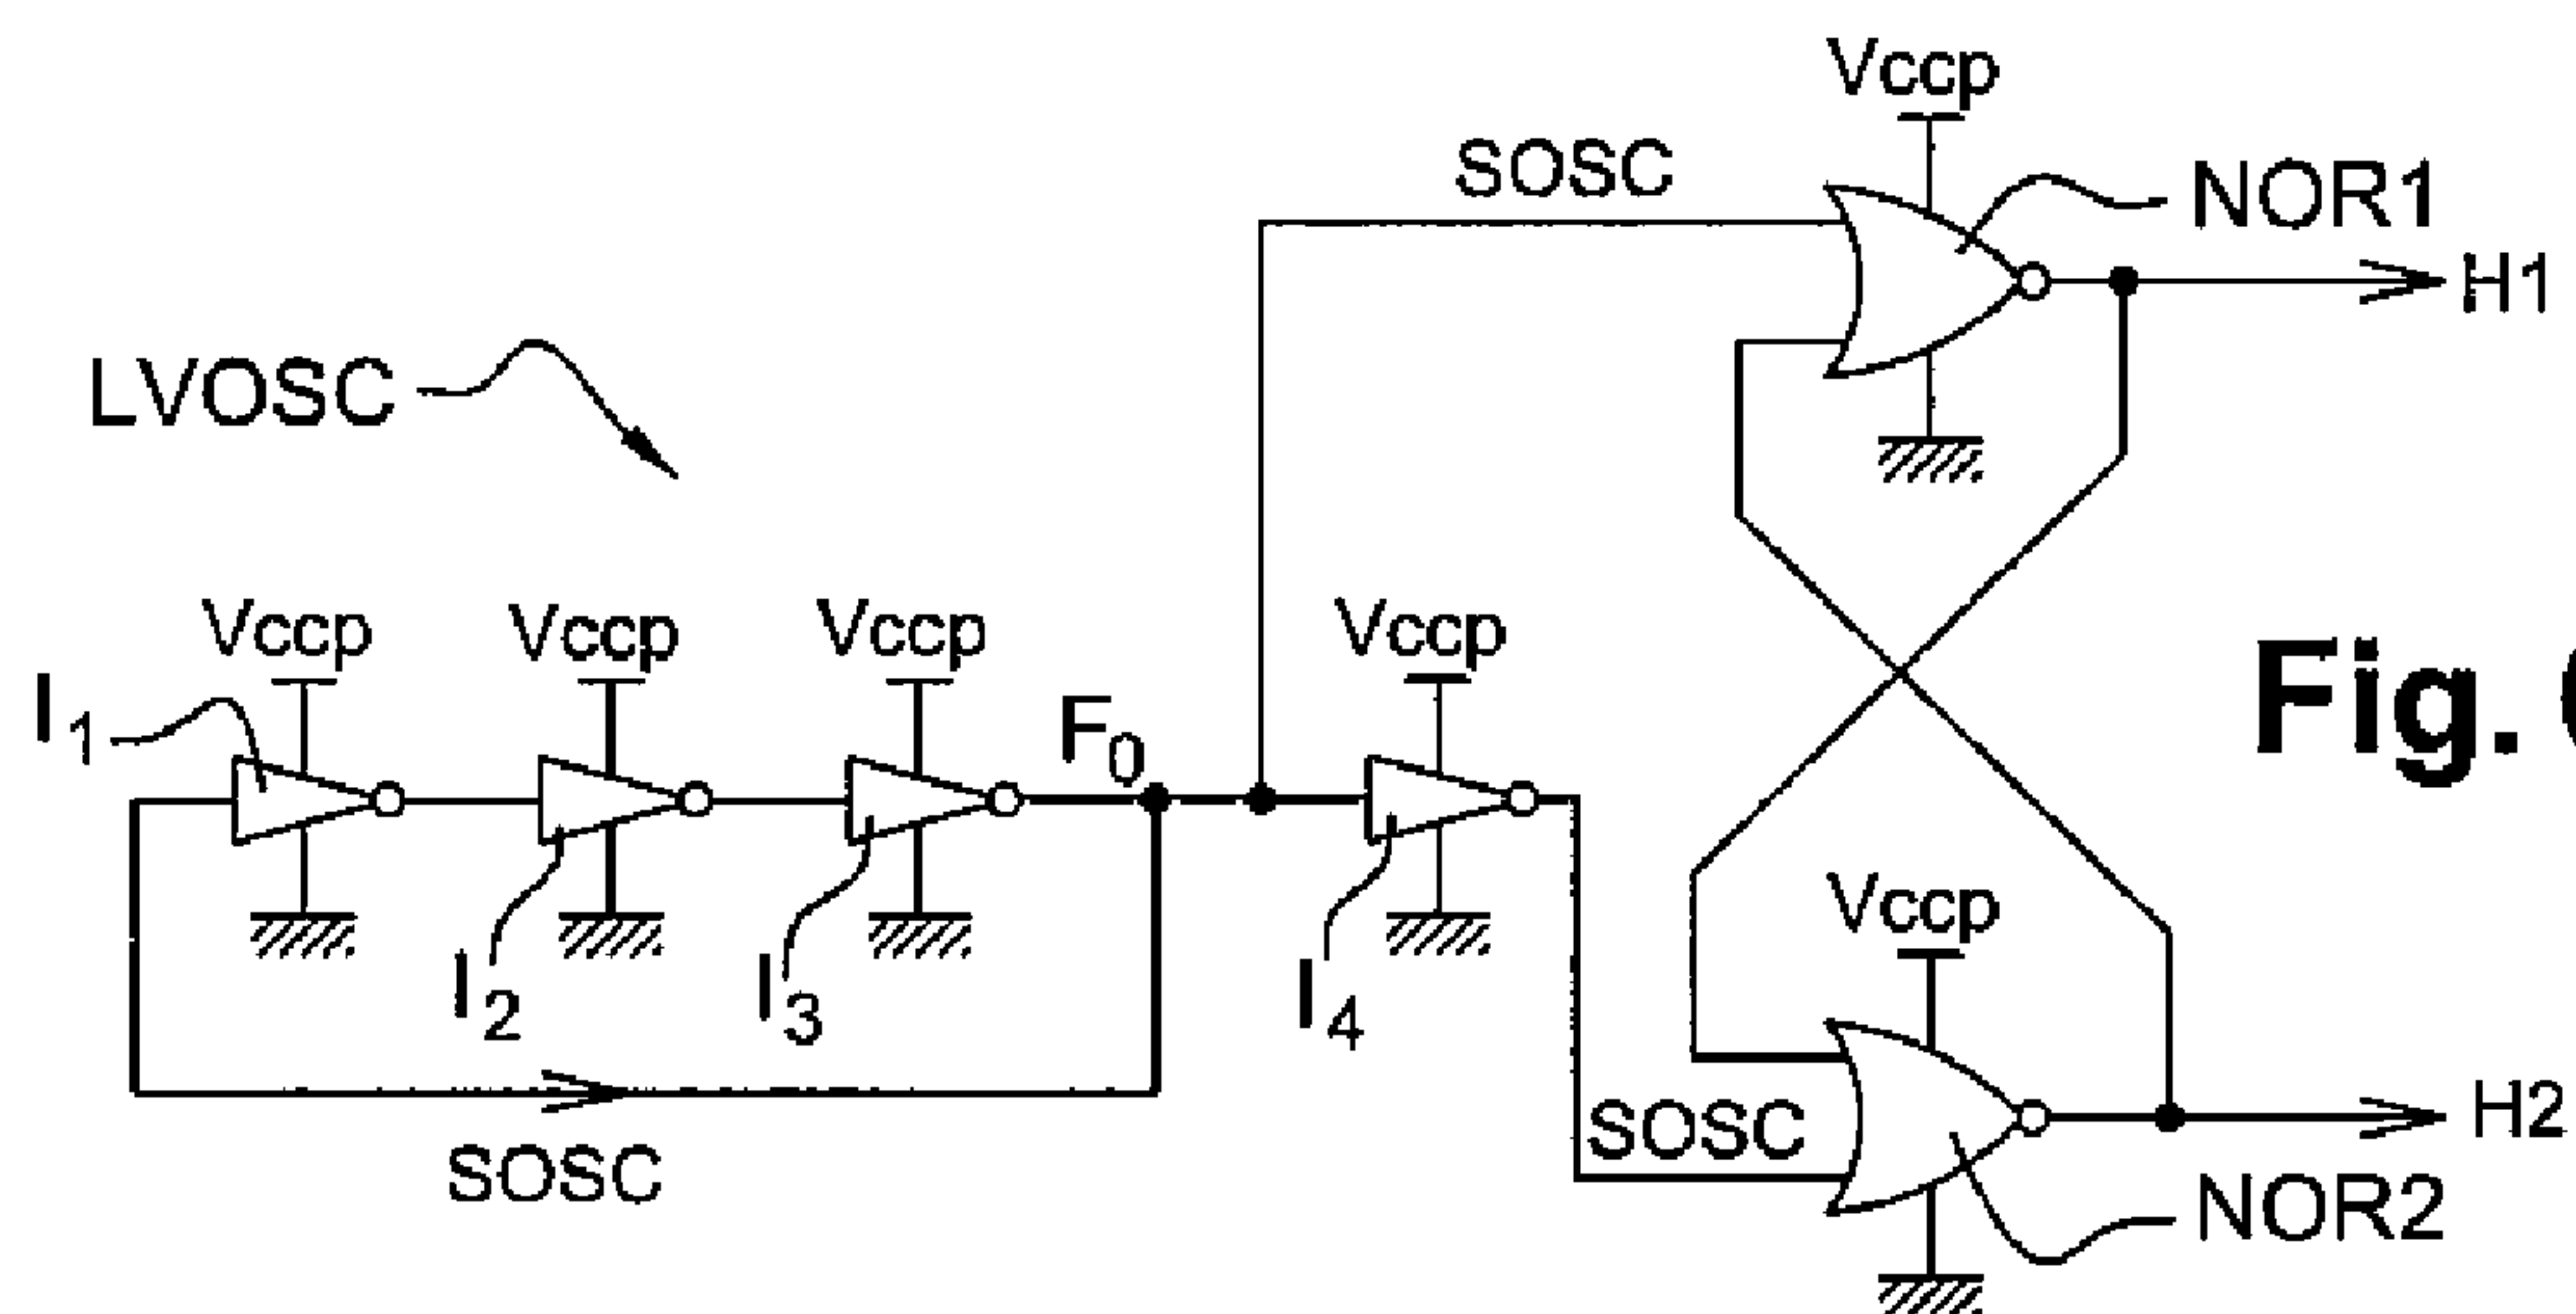 Vccp
SOSC
NOR1
H1
LVOSC
Vccp
Vccp
Vccp
Vccp
I1
F0
Fig.
I2
I3
I4
Vccp
SOSC
SOSC
H2
NOR2